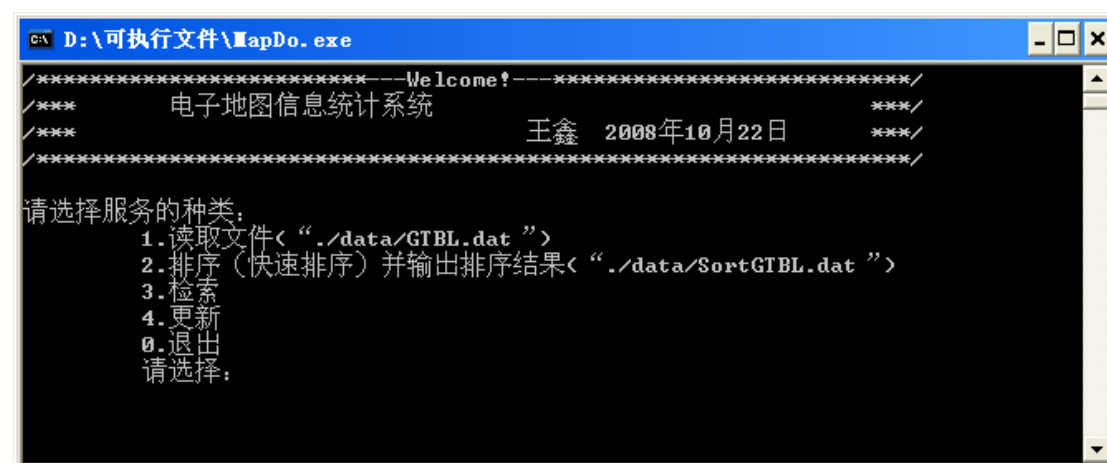 D:\可执行文件\MapDo.exe
/*************************---Welcome!---***************************/
/*** 电子地图信息统计系统 ***/
/*** 王鑫 2008年10月22日 ***/
/******************************************************************/
请选择服务的种类:
1.读取文件(“./data/GTBL.dat ”)
2.排序（快速排序）并输出排序结果(“./data/SortGTBL.dat ”)
3.检索
4.更新
0.退出
请选择: